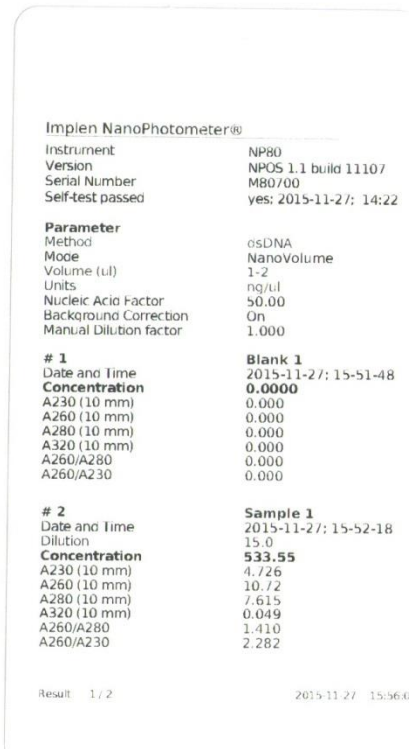 Implen NanoPhotometer®
Instrument NP80
Version NPOS 1.1 build 11107
Serial Number M80700
Self-test passed yes; 2015-11-27; 14:22
Parameter
Method dsDNA
Mode NanoVolume
Volume (ul) 1-2
Units ng/ul
Nucleic Acid Factor 50.00
Background Correction On
Manual Dilution factor 1.000
# 1 Blank 1
Date and Time 2015-11-27; 15-51-48
Concentration 0.0000
A230 (10 mm) 0.000
A260 (10 mm) 0.000
A280 (10 mm) 0.000
A320 (10 mm) 0.000
A260/A280 0.000
A260/A230 0.000
# 2 Sample 1
Date and Time 2015-11-27; 15-52-18
Dilution 15.0
Concentration 533.55
A230 (10 mm) 4.726
A260 (10 mm) 10.72
A280 (10 mm) 7.615
A320 (10 mm) 0.049
A260/A280 1.410
A260/A230 2.282
Result 1 / 2 2015-11-27